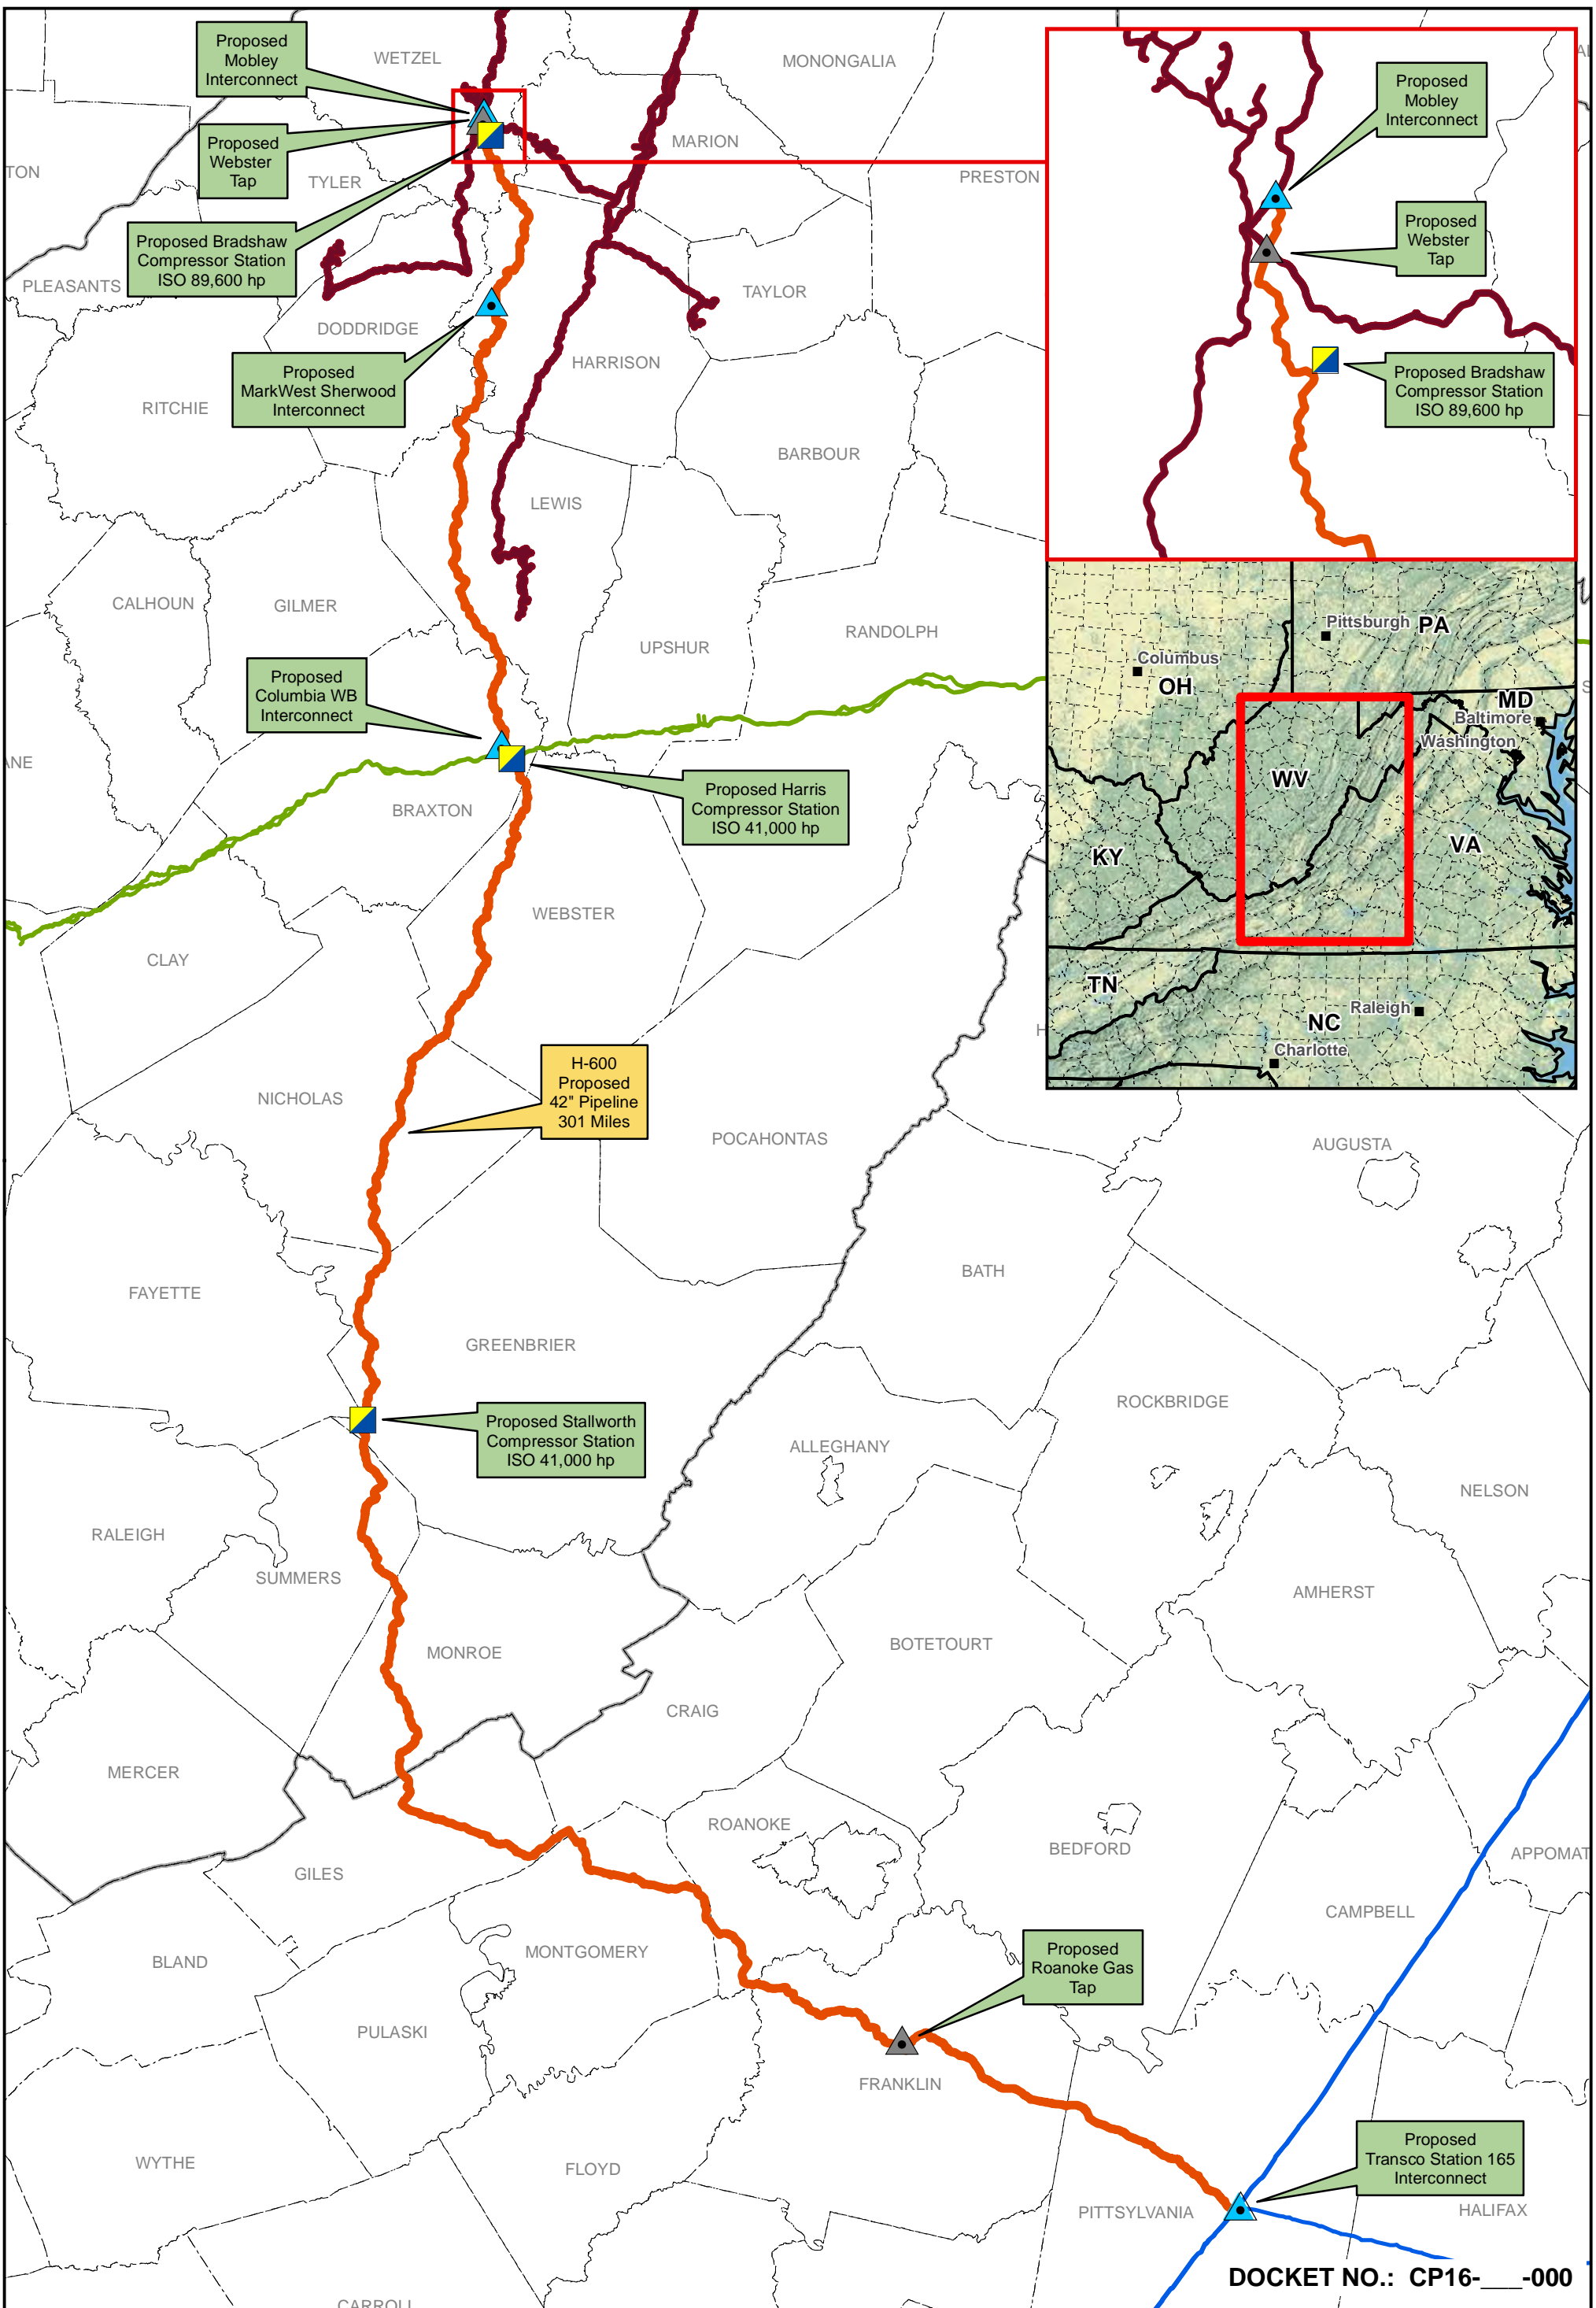 Proposed
Mobley
Interconnect
WETZEL
MONONGALIA
Proposed
Webster
Tap
MARION
TON
TYLER
PRESTON
Proposed Bradshaw
Compressor Station
ISO 89,600 hp
PLEASANTS
TAYLOR
DODDRIDGE
HARRISON
Proposed
MarkWest Sherwood
Interconnect
RITCHIE
BARBOUR
LEWIS
CALHOUN
GILMER
UPSHUR
RANDOLPH
Proposed
Columbia WB
Interconnect
ANE
BRAXTON
Proposed Harris
Compressor Station
ISO 41,000 hp
WEBSTER
CLAY
H-600
Proposed
42" Pipeline
301 Miles
NICHOLAS
POCAHONTAS
AUGUSTA
FAYETTE
BATH
GREENBRIER
ROCKBRIDGE
Proposed Stallworth
Compressor Station
ISO 41,000 hp
ALLEGHANY
NELSON
RALEIGH
SUMMERS
AMHERST
MONROE
BOTETOURT
CRAIG
MERCER
ROANOKE
BEDFORD
APPOMAT
GILES
CAMPBELL
BLAND
MONTGOMERY
Proposed
Roanoke Gas
Tap
PULASKI
FRANKLIN
WYTHE
FLOYD
Proposed
Transco Station 165
Interconnect
PITTSYLVANIA
HALIFAX
CARROLL
DOCKET NO.: CP16-___-000
Proposed
Mobley
Interconnect
Proposed
Webster
Tap
Proposed Bradshaw
Compressor Station
ISO 89,600 hp
Pittsburgh
PA
Columbus
OH
MD
Baltimore
Washington
WV
KY
VA
TN
Raleigh
NC
Charlotte